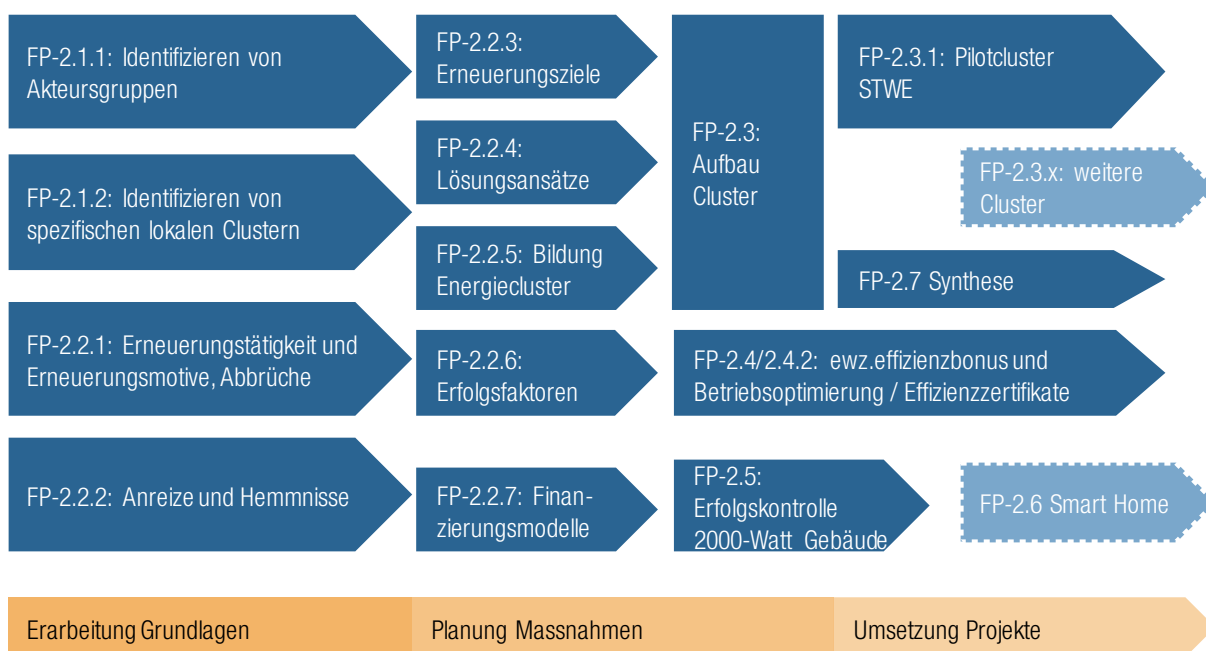 FP-2.1.1: Identifizieren von
Akteursgruppen
FP-2.1.2: Identifizieren von
spezifischen lokalen Clustern
FP-2.2.1: Erneuerungstätigkeit und
Erneuerungsmotive, Abbrüche
FP-2.2.2: Anreize und Hemmnisse
FP-2.2.3:
Erneuerungsziele
FP-2.2.4:
Lösungsansätze
FP-2.2.5: Bildung
Energiecluster
FP-2.2.6:
Erfolgsfaktoren
FP-2.2.7: Finan-
zierungsmodelle
FP-2.3:
Aufbau
Cluster
FP-2.3.1: Pilotcluster
STWE
FP-2.3.x: weitere
Cluster
FP-2.7 Synthese
FP-2.4/2.4.2: ewz.effizienzbonus und
Betriebsoptimierung / Effizienzzertifikate
FP-2.5:
Erfolgskontrolle
2000-Watt Gebäude
FP-2.6 Smart Home
Erarbeitung Grundlagen
Planung Massnahmen
Umsetzung Projekte